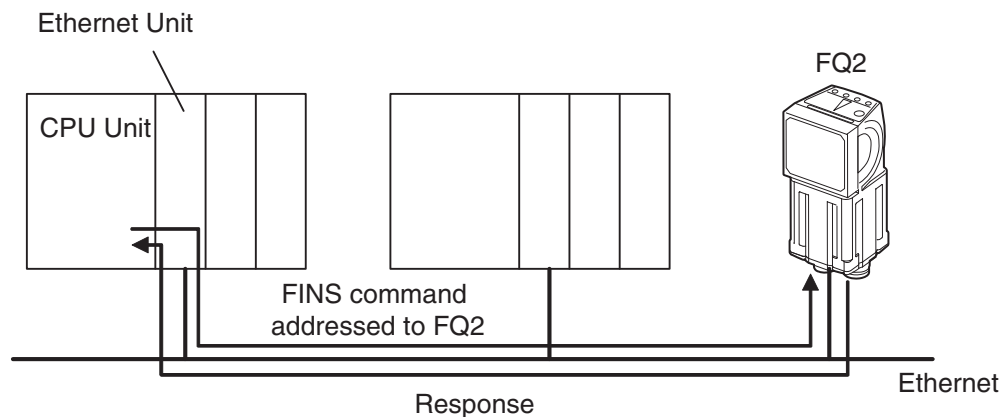 Ethernet Unit
FQ2
CPU Unit
FINS command
addressed to FQ2
Ethernet
Response